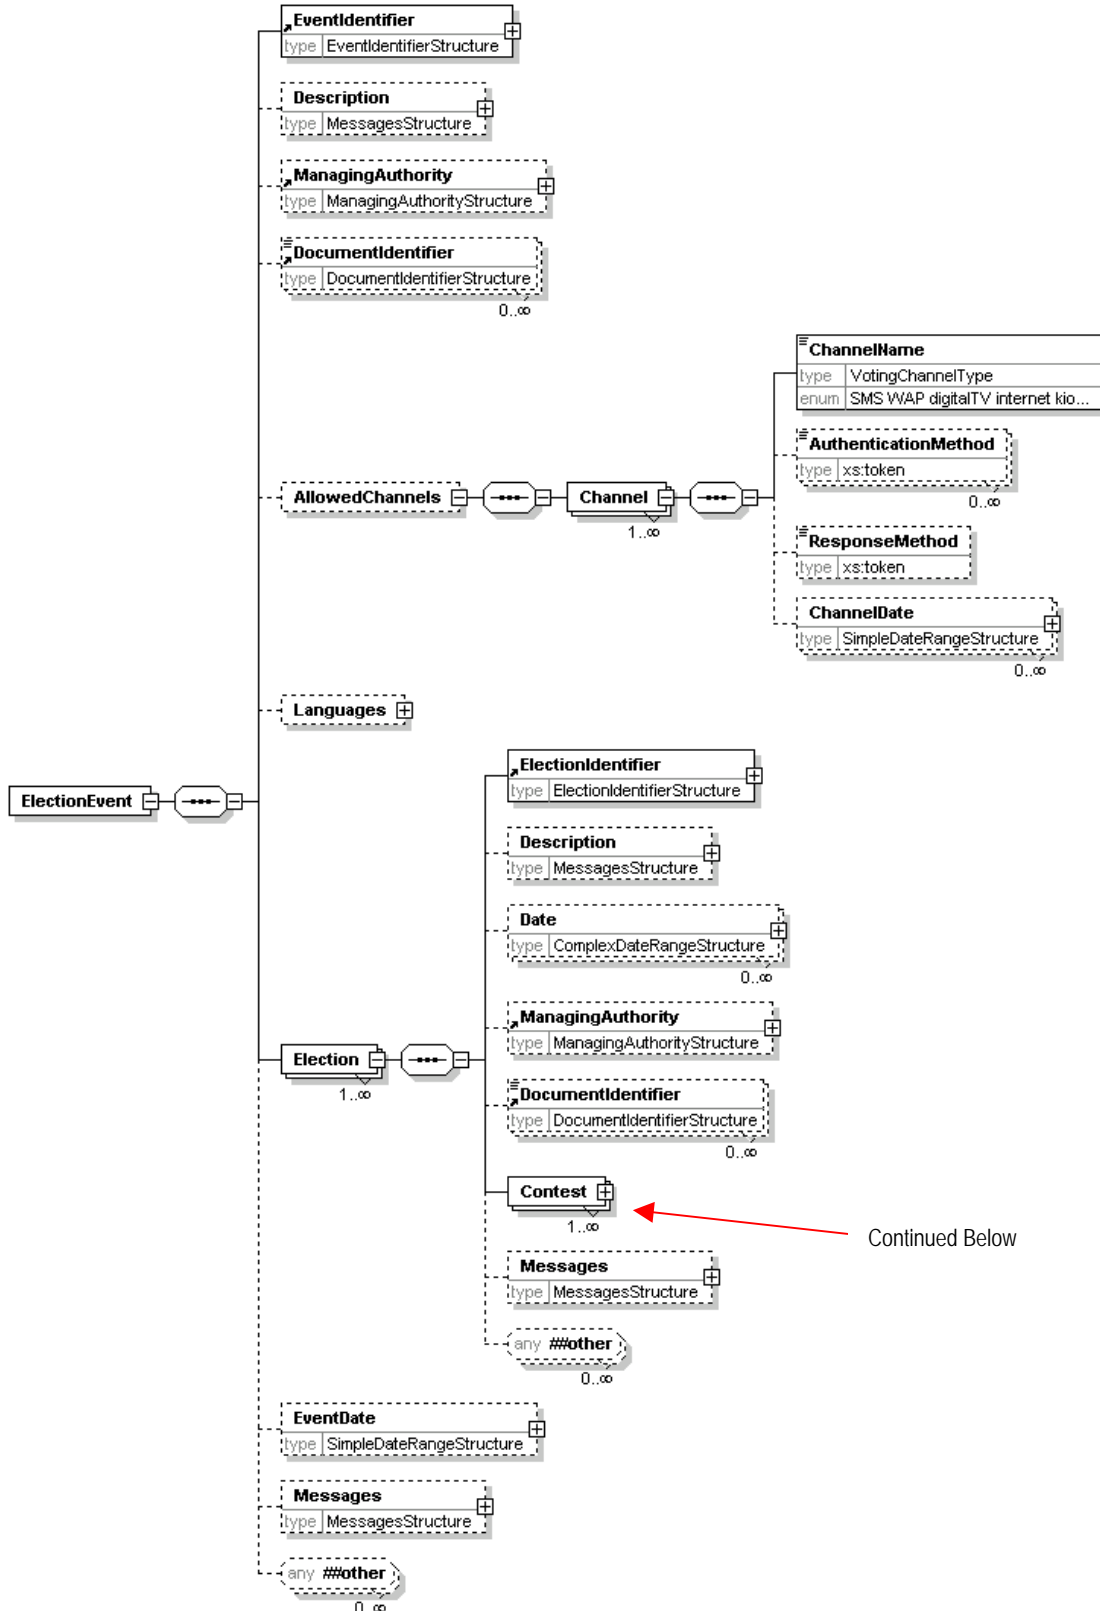 EventIdentifier
type EventIdentifierStructure
Description
type MessagesStructure
ManagingAuthority
type ManagingAuthorityStructure
DocumentIdentifier
type DocumentIdentifierStructure
0..∞
ChannelName
type VotingChannelType
enum SMS WAP digitalTV internet kio...
AuthenticationMethod
type xs:token
0..∞
AllowedChannels
Channel
1..∞
ResponseMethod
type xs:token
ChannelDate
type SimpleDateRangeStructure
0..∞
Languages
ElectionEvent
ElectionIdentifier
type ElectionIdentifierStructure
Description
type MessagesStructure
Date
type ComplexDateRangeStructure
0..∞
ManagingAuthority
type ManagingAuthorityStructure
Election
1..∞
DocumentIdentifier
type DocumentIdentifierStructure
0..∞
Contest
1..∞
Continued Below
Messages
type MessagesStructure
any ##other
0..∞
EventDate
type SimpleDateRangeStructure
Messages
type MessagesStructure
any ##other
0..∞